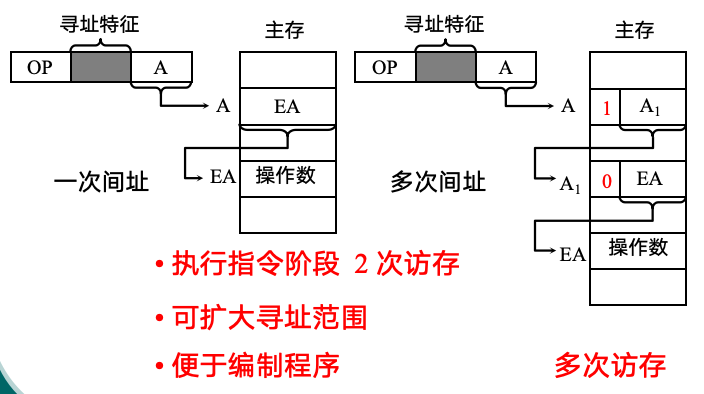 寻址特征
主存
OP
A
A
EA
EA
操作数
一次间址
寻址特征
主存
OP
A
A
1
A₁
A₁
0
EA
EA
操作数
多次间址
• 执行指令阶段 2 次访存
• 可扩大寻址范围
• 便于编制程序
多次访存